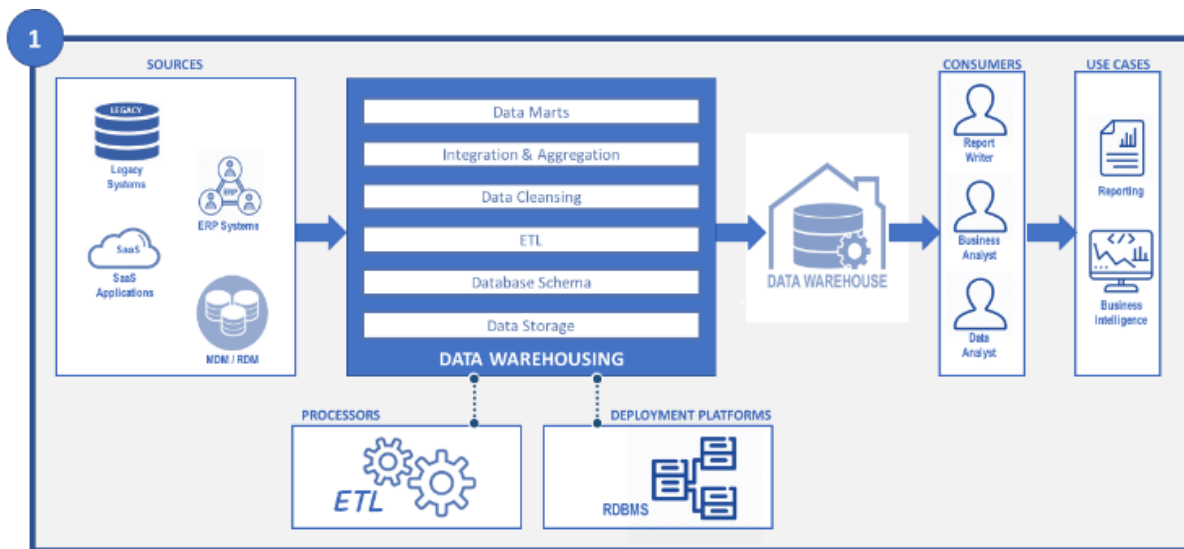 1
SOURCES
LEGACY
Legacy
Systems
ERP
ERP Systems
SaaS
SaaS
Applications
MDM / RDM
Data Marts
Integration & Aggregation
Data Cleansing
ETL
Database Schema
Data Storage
DATA WAREHOUSING
DATA WAREHOUSE
CONSUMERS
Report
Writer
Business
Analyst
Data
Analyst
USE CASES
Reporting
</>
Business
Intelligence
PROCESSORS
ETL
DEPLOYMENT PLATFORMS
RDBMS